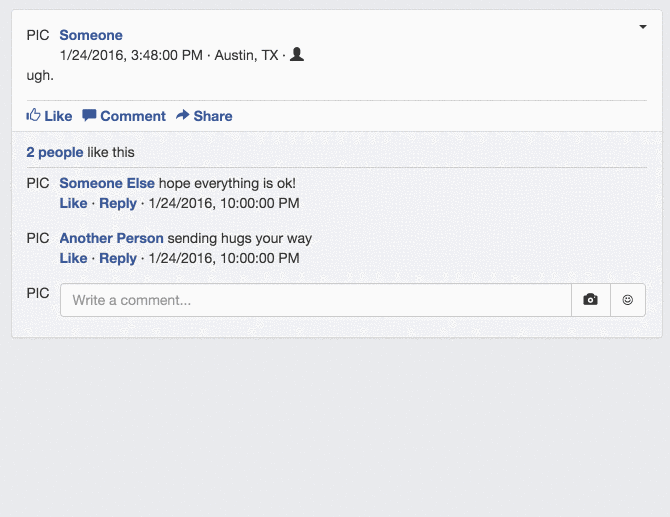 PIC Someone
1/24/2016, 3:48:00 PM · Austin, TX ·
ugh.
Like Comment Share
2 people like this
PIC Someone Else hope everything is ok!
Like · Reply · 1/24/2016, 10:00:00 PM
PIC Another Person sending hugs your way
Like · Reply · 1/24/2016, 10:00:00 PM
PIC Write a comment...